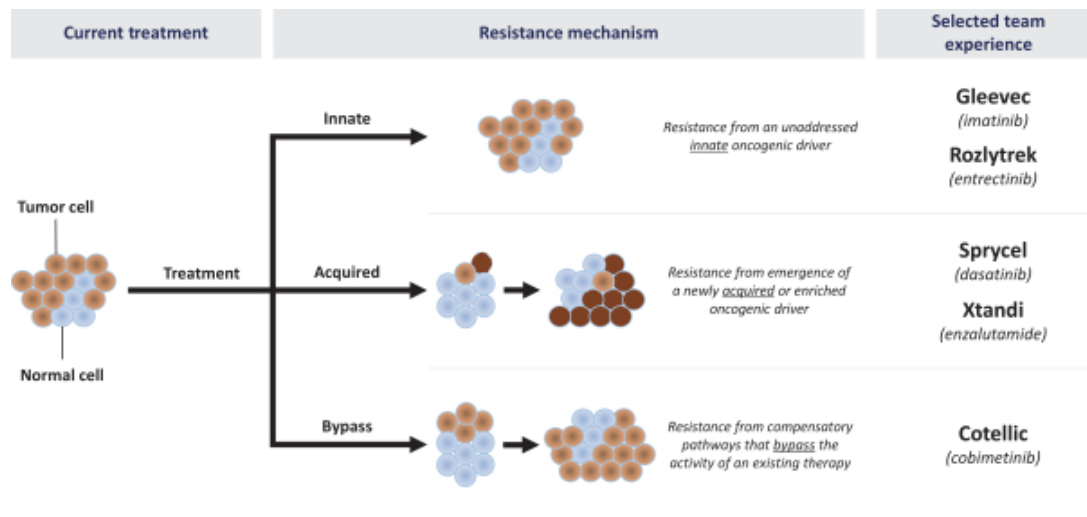 Current treatment
Resistance mechanism
Selected team
experience
Innate
Resistance from an unaddressed
innate oncogenic driver
Gleevec
(imatinib)
Rozlytrek
(entrectinib)
Tumor cell
Normal cell
Treatment
Acquired
Resistance from emergence of
a newly acquired or enriched
oncogenic driver
Sprycel
(dasatinib)
Xtandi
(enzalutamide)
Bypass
Resistance from compensatory
pathways that bypass the
activity of an existing therapy
Cotellic
(cobimetinib)